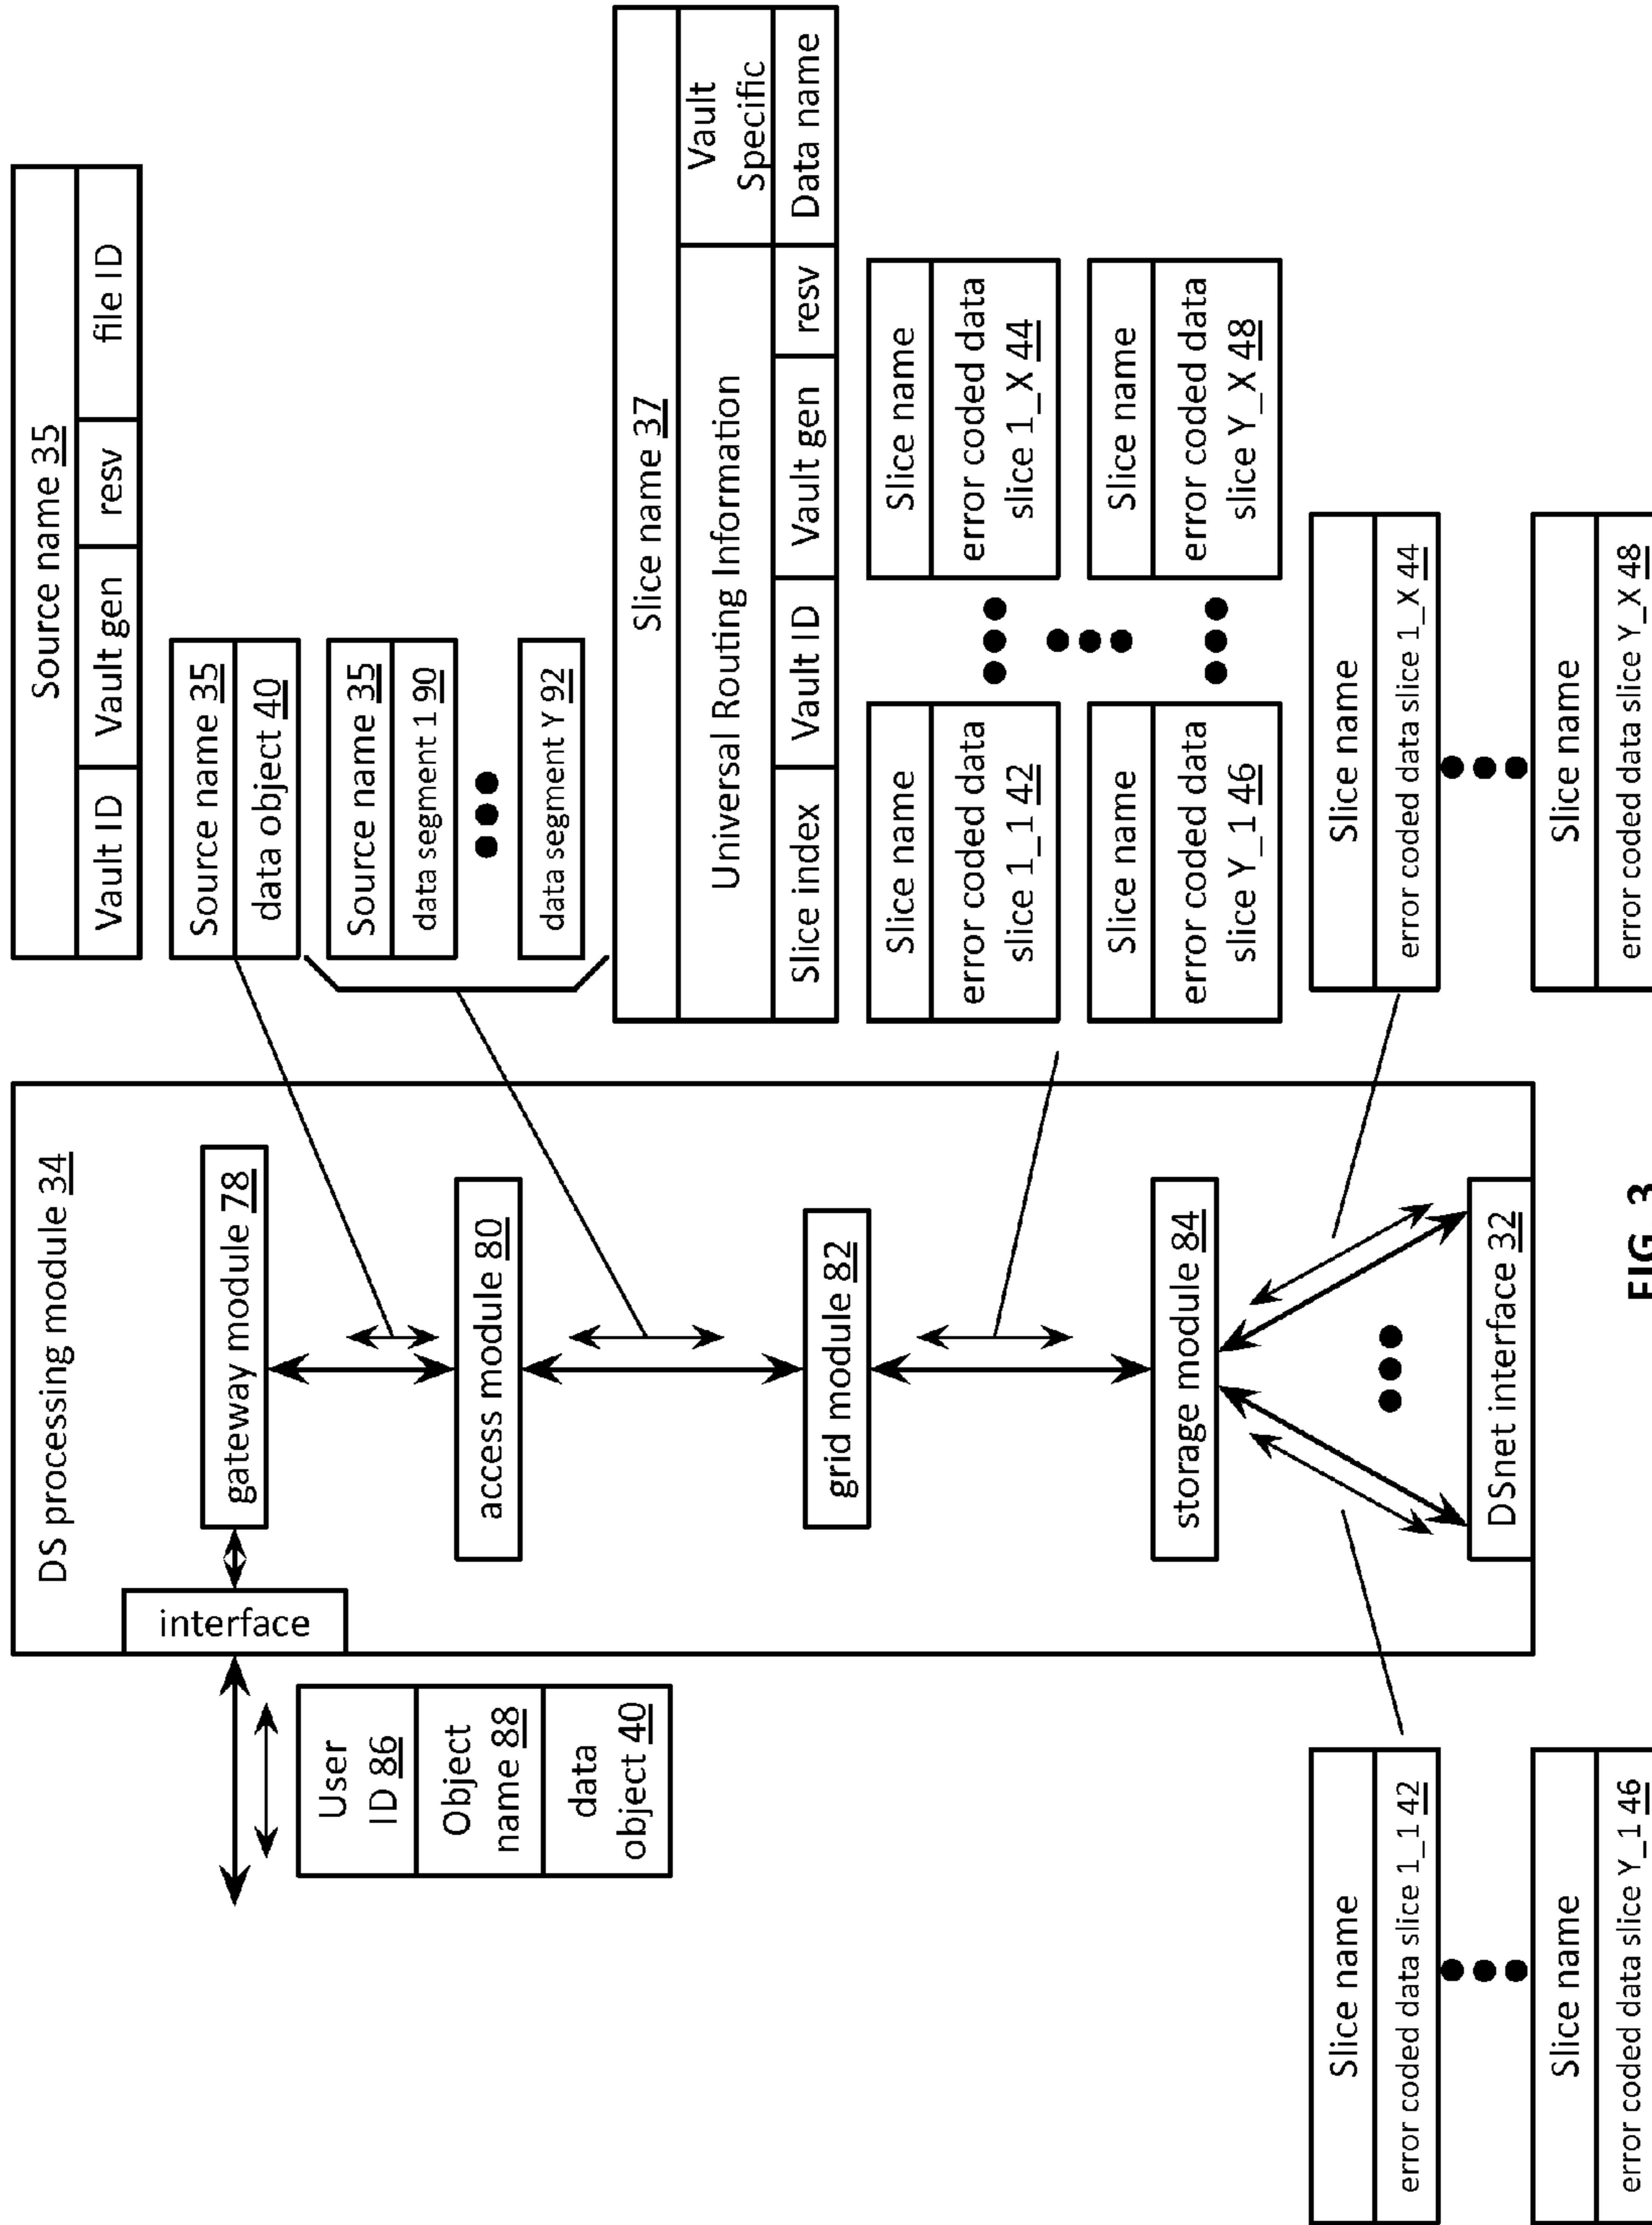 DS processing module 34
interface
gateway module 78
access module 80
grid module 82
storage module 84
DSnet interface 32
User
ID 86
Object
name 88
data
object 40
Source name 35
Vault ID
Vault gen
resv
file ID
Source name 35
data object 40
Source name 35
data segment 1 90
data segment Y 92
Slice name 37
Universal Routing Information
Vault
Specific
Slice index
Vault ID
Vault gen
resv
Data name
Slice name
error coded data
slice 1_1 42
Slice name
error coded data
slice 1_X 44
Slice name
error coded data
slice Y_1 46
Slice name
error coded data
slice Y_X 48
Slice name
error coded data slice 1_1 42
Slice name
error coded data slice Y_1 46
Slice name
error coded data slice 1_X 44
Slice name
error coded data slice Y_X 48
FIG. 3